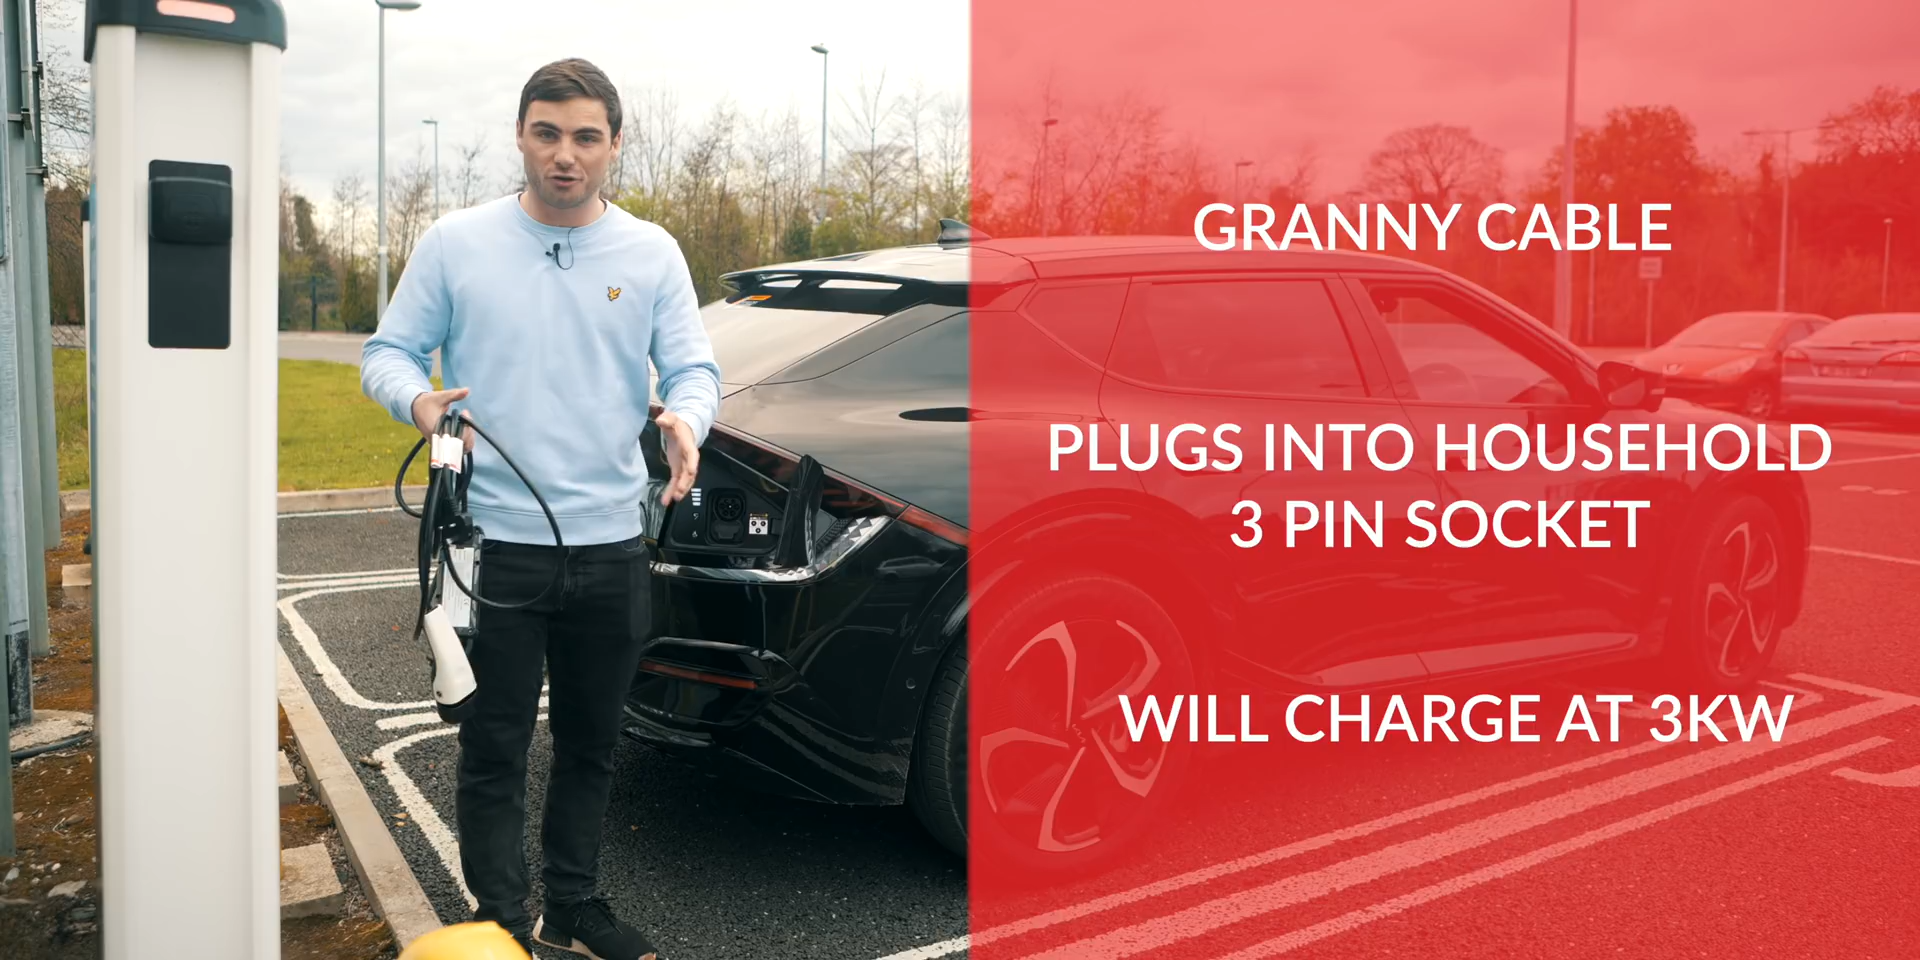 GRANNY CABLE
PLUGS INTO HOUSEHOLD
3 PIN SOCKET
WILL CHARGE AT 3KW